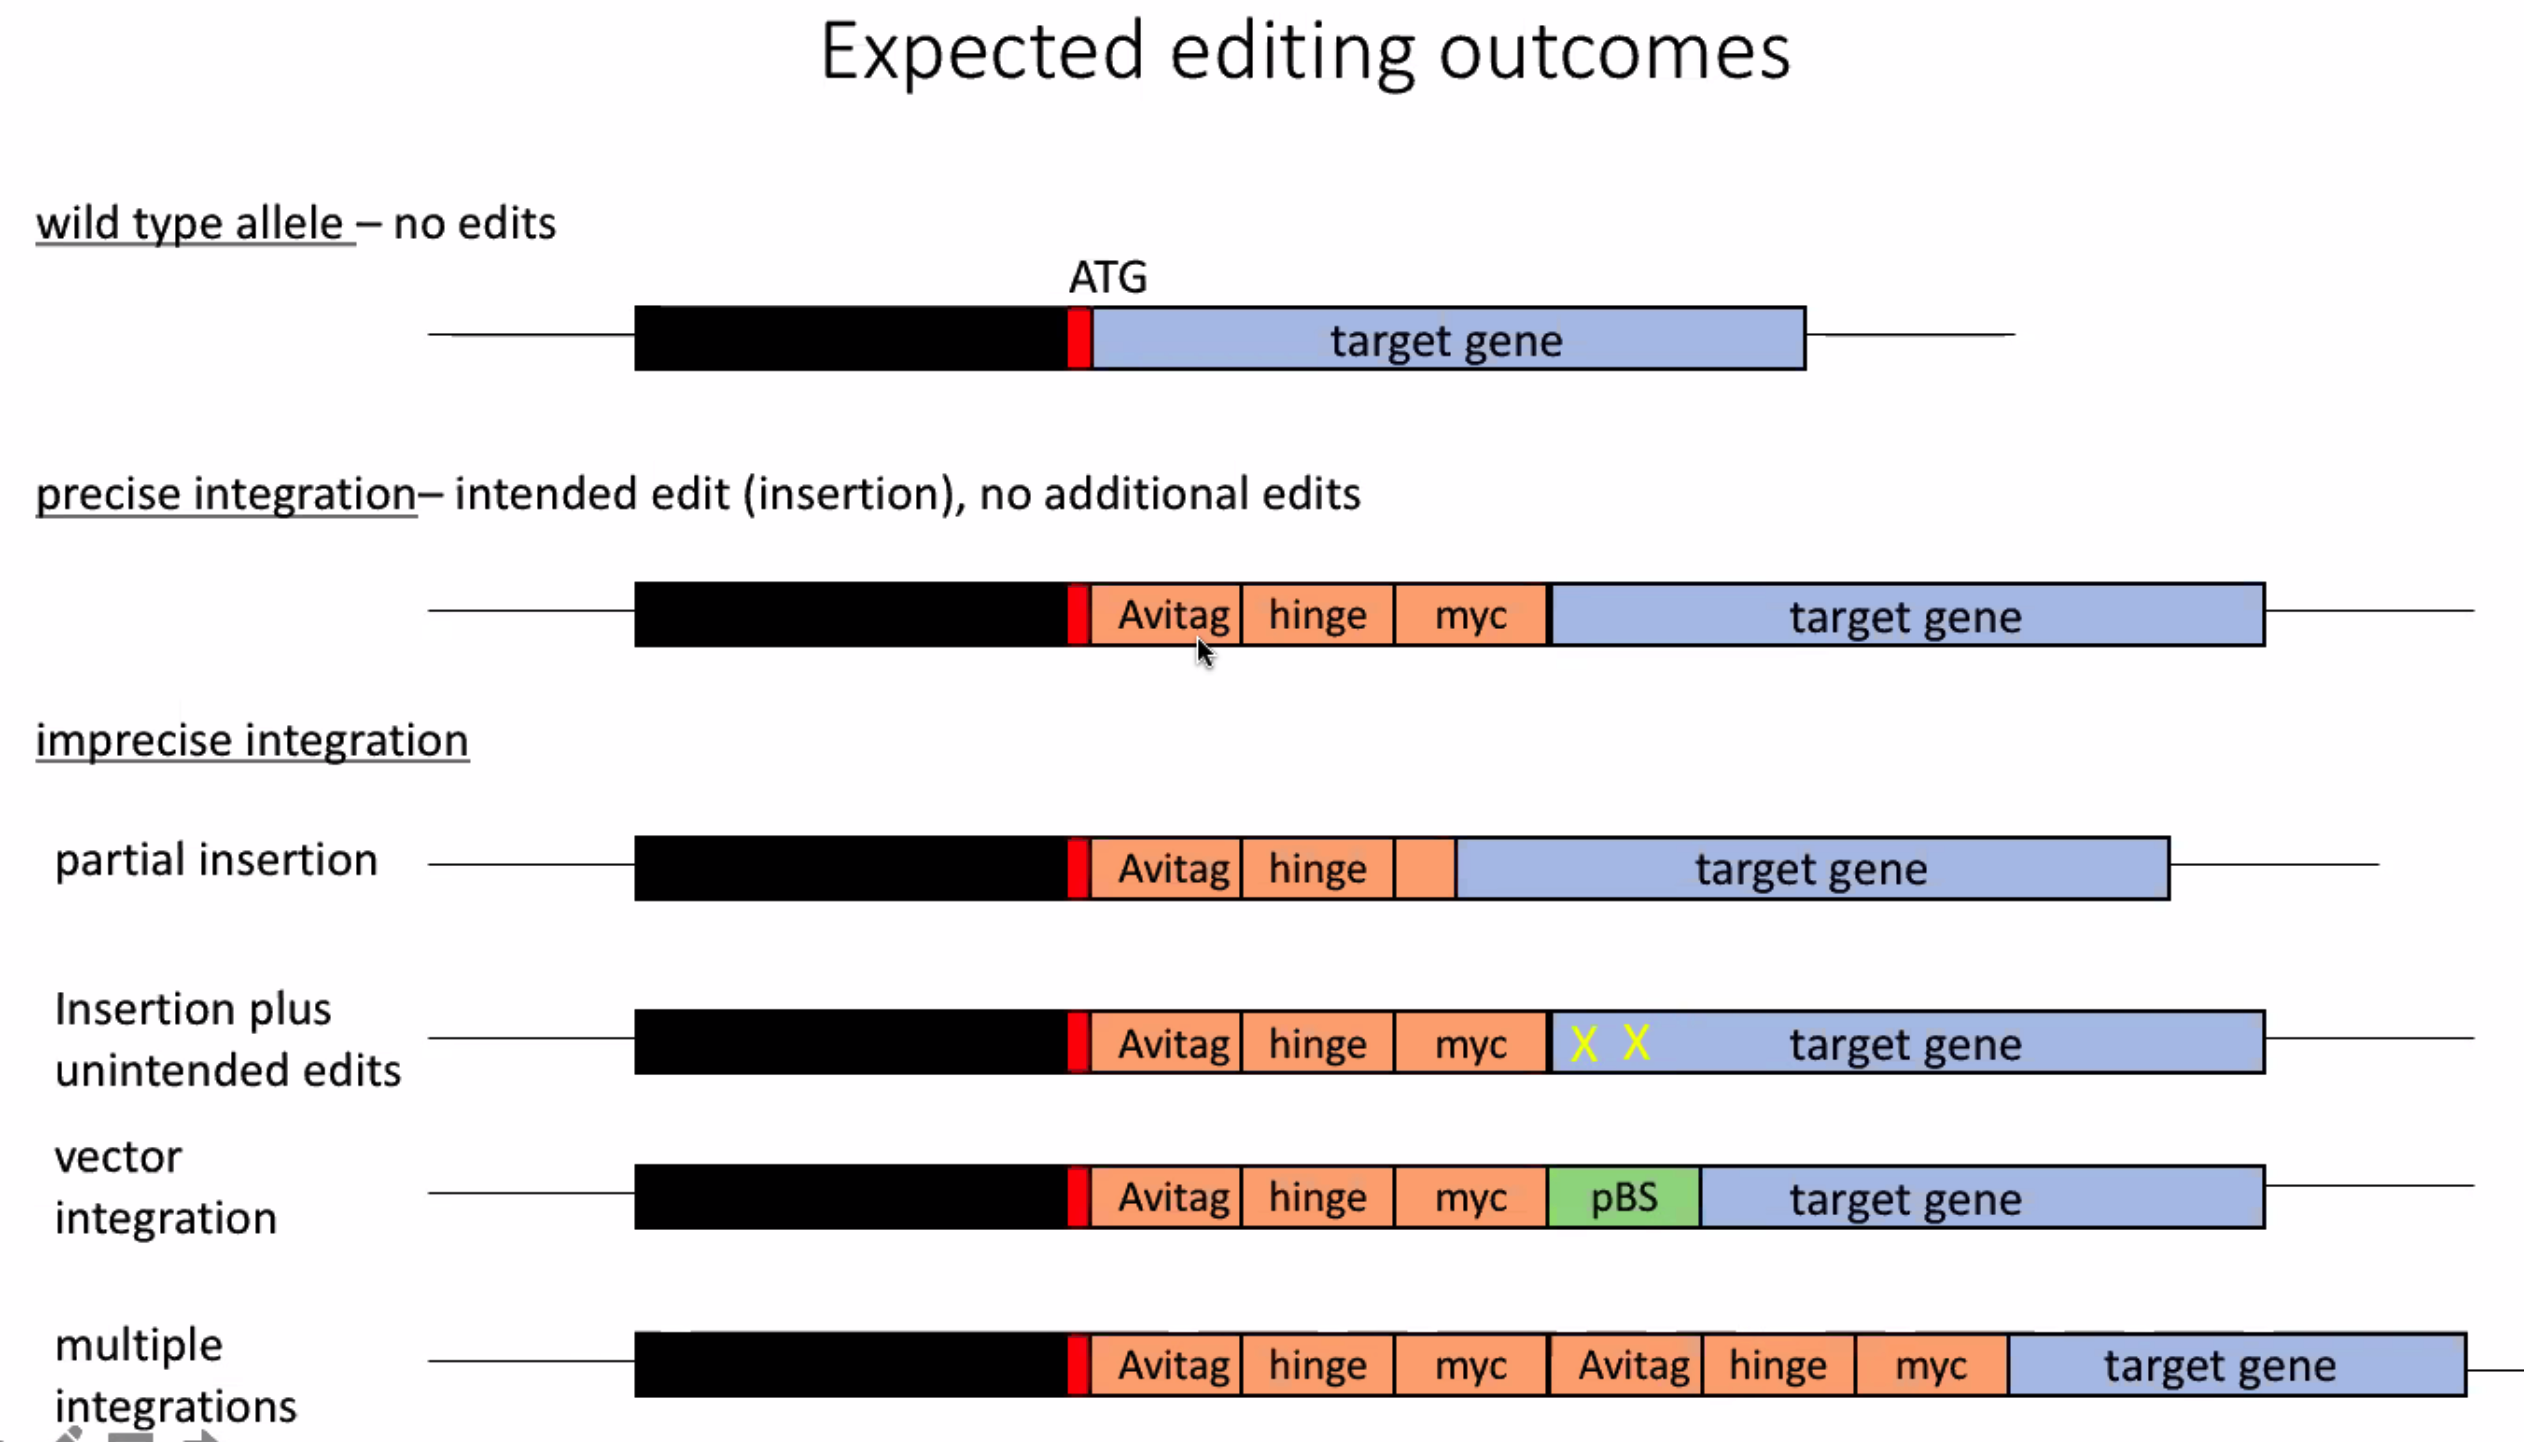 Expected editing outcomes
wild type allele – no edits
ATG
target gene
precise integration– intended edit (insertion), no additional edits
Avitag hinge myc target gene
imprecise integration
partial insertion
Avitag hinge target gene
Insertion plus
unintended edits
Avitag hinge myc X X target gene
vector
integration
Avitag hinge myc pBS target gene
multiple
integrations
Avitag hinge myc Avitag hinge myc target gene